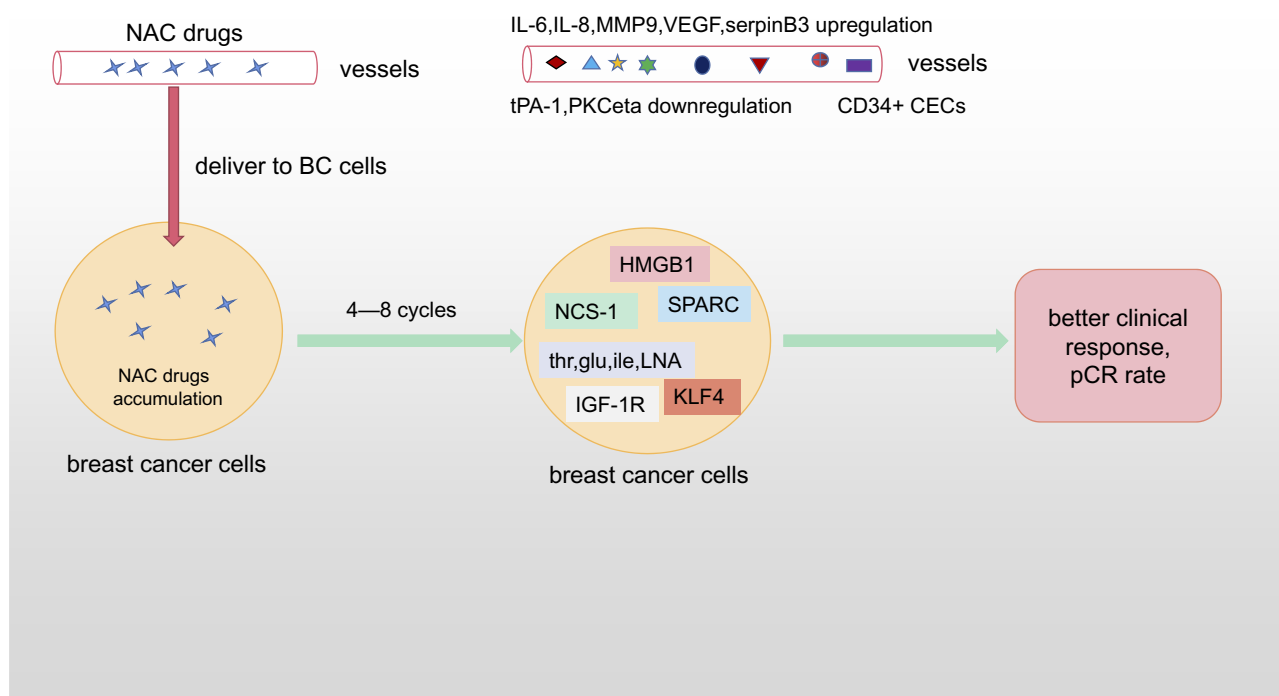 NAC drugs
vessels
IL-6,IL-8,MMP9,VEGF,serpinB3 upregulation
vessels
tPA-1,PKCeta downregulation
CD34+ CECs
deliver to BC cells
NAC drugs
accumulation
breast cancer cells
4—8 cycles
HMGB1
NCS-1
SPARC
thr,glu,ile,LNA
IGF-1R
KLF4
breast cancer cells
better clinical
response,
pCR rate